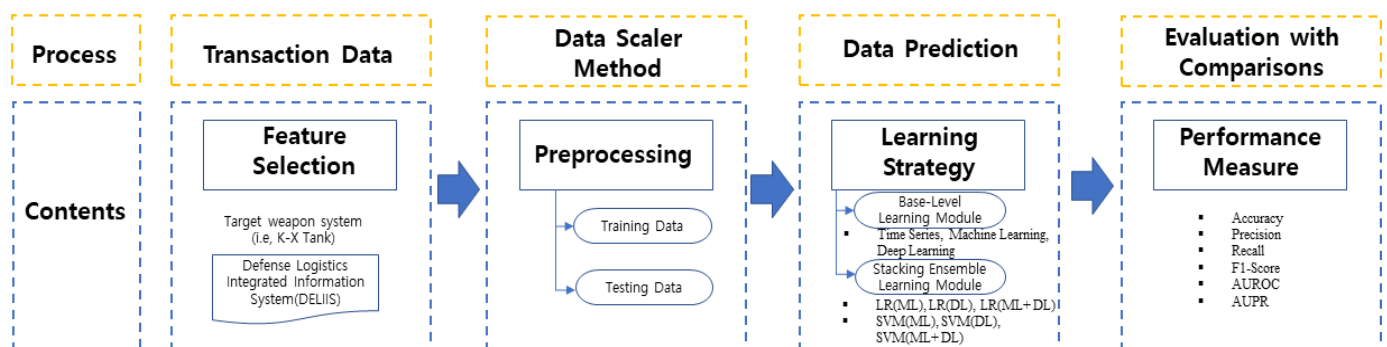 Process
Transaction Data
Data Scaler
Method
Data Prediction
Evaluation with
Comparisons
Contents
Feature
Selection
Target weapon system
(i.e, K-X Tank)
Defense Logistics
Integrated Information
System(DELIIS)
Preprocessing
Training Data
Testing Data
Learning
Strategy
Base-Level
Learning Module
▪ Time Series, Machine Learning,
Deep Learning
Stacking Ensemble
Learning Module
▪ LR(ML), LR(DL), LR(ML+DL)
▪ SVM(ML), SVM(DL),
SVM(ML+DL)
Performance
Measure
▪ Accuracy
▪ Precision
▪ Recall
▪ F1-Score
▪ AUROC
▪ AUPR